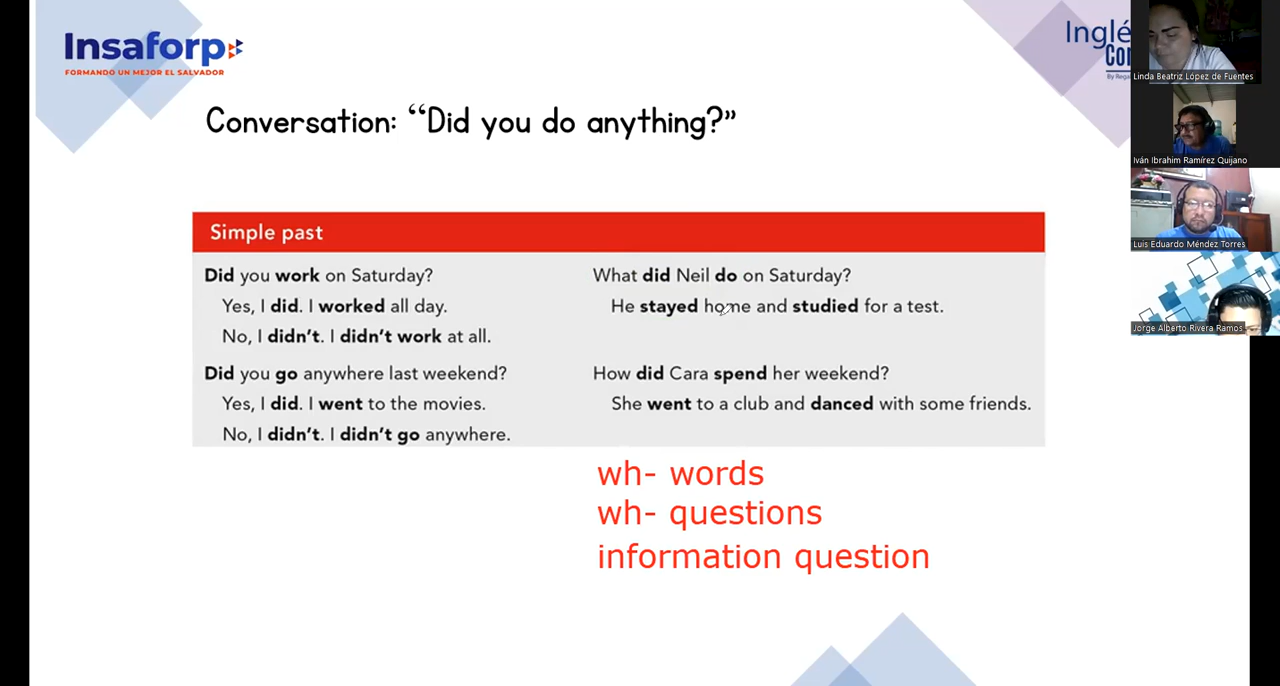 Insaforp
FORMANDO UN MEJOR EL SALVADOR
Conversation: “Did you do anything?”
Simple past
Did you work on Saturday?
Yes, I did. I worked all day.
No, I didn't. I didn't work at all.
Did you go anywhere last weekend?
Yes, I did. I went to the movies.
No, I didn't. I didn't go anywhere.
What did Neil do on Saturday?
He stayed home and studied for a test.
How did Cara spend her weekend?
She went to a club and danced with some friends.
wh- words
wh- questions
information question
Linda Beatriz López de Fuentes
Iván Ibrahim Ramírez Quijano
Luis Eduardo Méndez Torres
Jorge Alberto Rivera Ramos